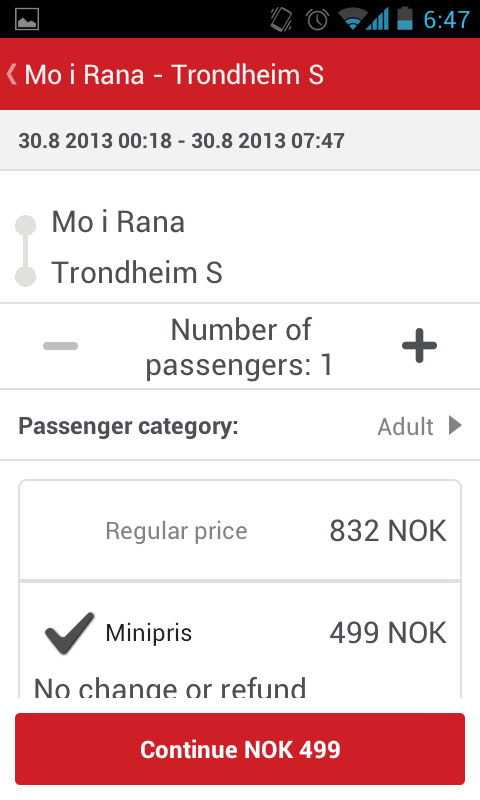 6:47
Mo i Rana - Trondheim S
30.8 2013 00:18 - 30.8 2013 07:47
Mo i Rana
Trondheim S
Number of
passengers: 1
Passenger category: Adult
Regular price 832 NOK
Minipris 499 NOK
No change or refund
Continue NOK 499